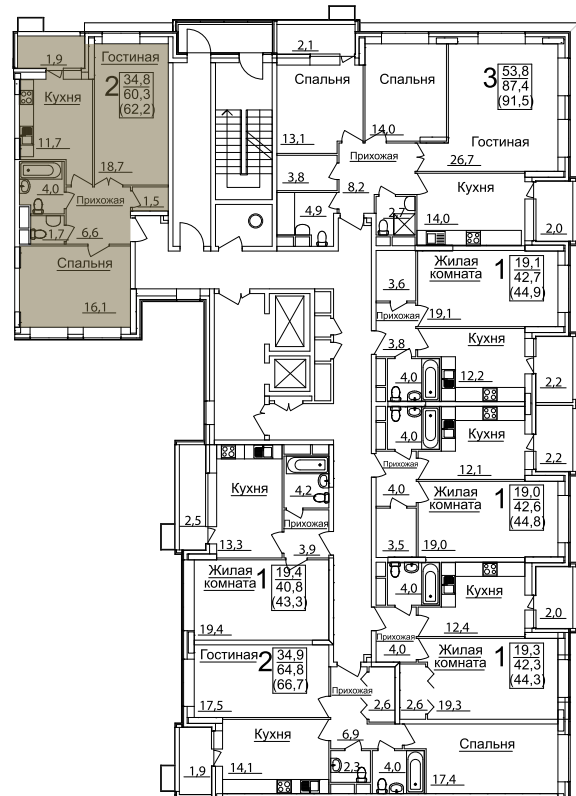 1,9
Гостиная
2
34,8
60,3
(62,2)
Кухня
11,7
18,7
4,0
Прихожая
1,5
1,7
6,6
Спальня
16,1
2,1
Спальня
13,1
Спальня
14,0
3
53,8
87,4
(91,5)
Гостиная
26,7
Прихожая
3,8
8,2
4,9
2,7
Кухня
14,0
2,0
Жилая
комната
1
19,1
42,7
(44,9)
3,6
Прихожая
19,1
3,8
Кухня
4,0
12,2
2,2
4,0
Кухня
12,1
2,2
Прихожая
4,0
Жилая
комната
1
19,0
42,6
(44,8)
3,5
19,0
Кухня
4,2
Прихожая
2,5
13,3
3,9
Жилая
комната
1
19,4
40,8
(43,3)
19,4
4,0
Кухня
12,4
2,0
Прихожая
4,0
Жилая
комната
1
19,3
42,3
(44,3)
2,6
19,3
Гостиная
2
34,9
64,8
(66,7)
17,5
Прихожая
2,6
Кухня
6,9
1,9
14,1
2,3
4,0
Спальня
17,4